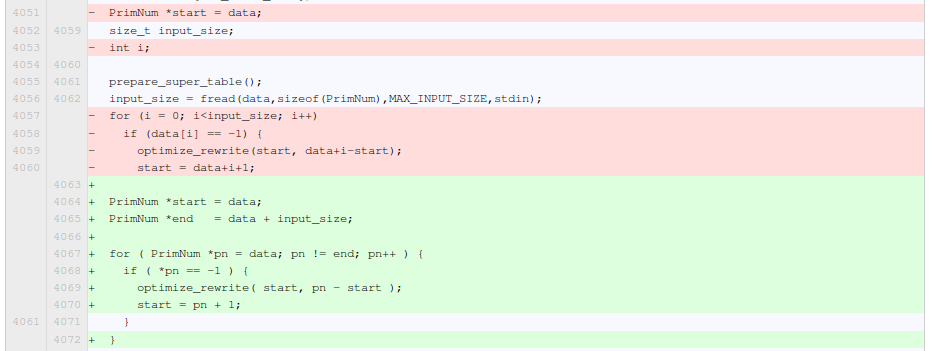 4051 - PrimNum *start = data;
4052 4059 size_t input_size;
4053 - int i;
4054 4060
4055 4061 prepare_super_table();
4056 4062 input_size = fread(data,sizeof(PrimNum),MAX_INPUT_SIZE,stdin);
4057 - for (i = 0; i<input_size; i++)
4058 - if (data[i] == -1) {
4059 - optimize_rewrite(start, data+i-start);
4060 - start = data+i+1;
4063 +
4064 + PrimNum *start = data;
4065 + PrimNum *end = data + input_size;
4066 +
4067 + for ( PrimNum *pn = data; pn != end; pn++ ) {
4068 + if ( *pn == -1 ) {
4069 + optimize_rewrite( start, pn - start );
4070 + start = pn + 1;
4061 4071 }
4072 + }